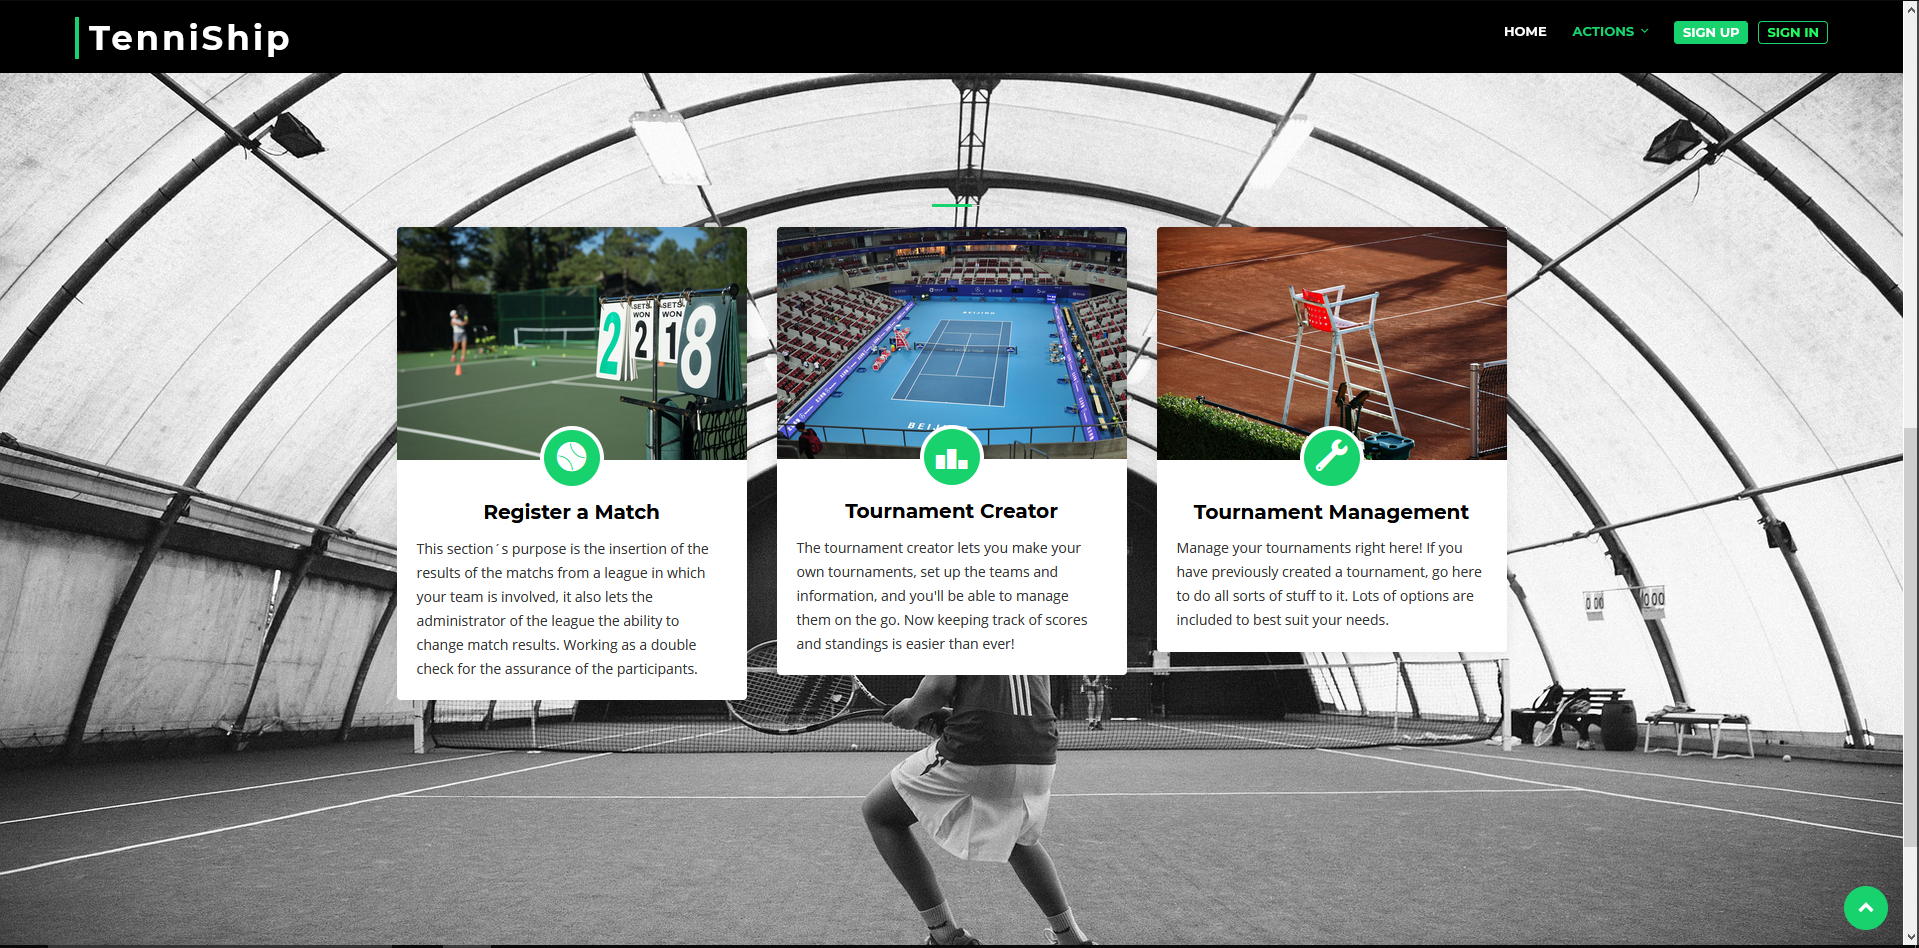 TenniShip
HOME
ACTIONS
SIGN UP
SIGN IN
SETS SETS
WON WON
2 2 1 8
BEIJING
BEIJ
0 00
000
Register a Match
This section´s purpose is the insertion of the
results of the matchs from a league in which
your team is involved, it also lets the
administrator of the league the ability to
change match results. Working as a double
check for the assurance of the participants.
Tournament Creator
The tournament creator lets you make your
own tournaments, set up the teams and
information, and you'll be able to manage
them on the go. Now keeping track of scores
and standings is easier than ever!
Tournament Management
Manage your tournaments right here! If you
have previously created a tournament, go here
to do all sorts of stuff to it. Lots of options are
included to best suit your needs.